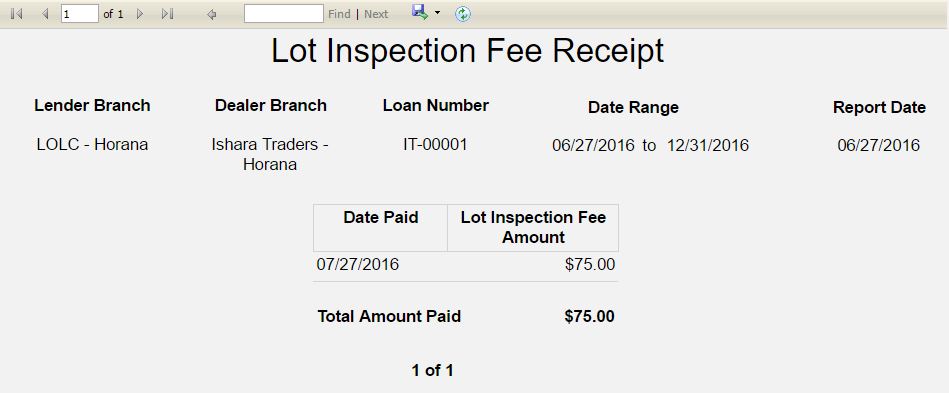 1 of 1 Find | Next
Lot Inspection Fee Receipt
Lender Branch Dealer Branch Loan Number Date Range Report Date
LOLC - Horana Ishara Traders - IT-00001 06/27/2016 to 12/31/2016 06/27/2016
Horana
Date Paid Lot Inspection Fee
Amount
07/27/2016 $75.00
Total Amount Paid $75.00
1 of 1